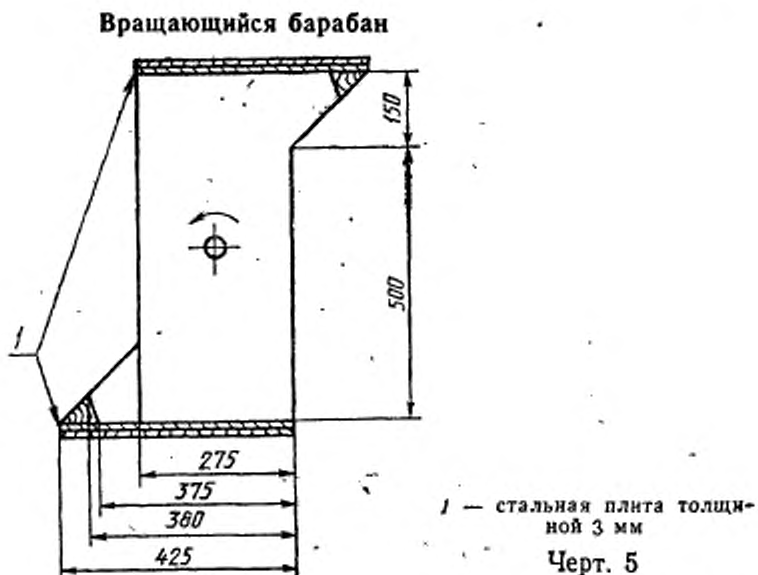 Вращающийся барабан
150
500
1
275
375
380
425
1 — стальная плита толщи-
ной 3 мм
Черт. 5